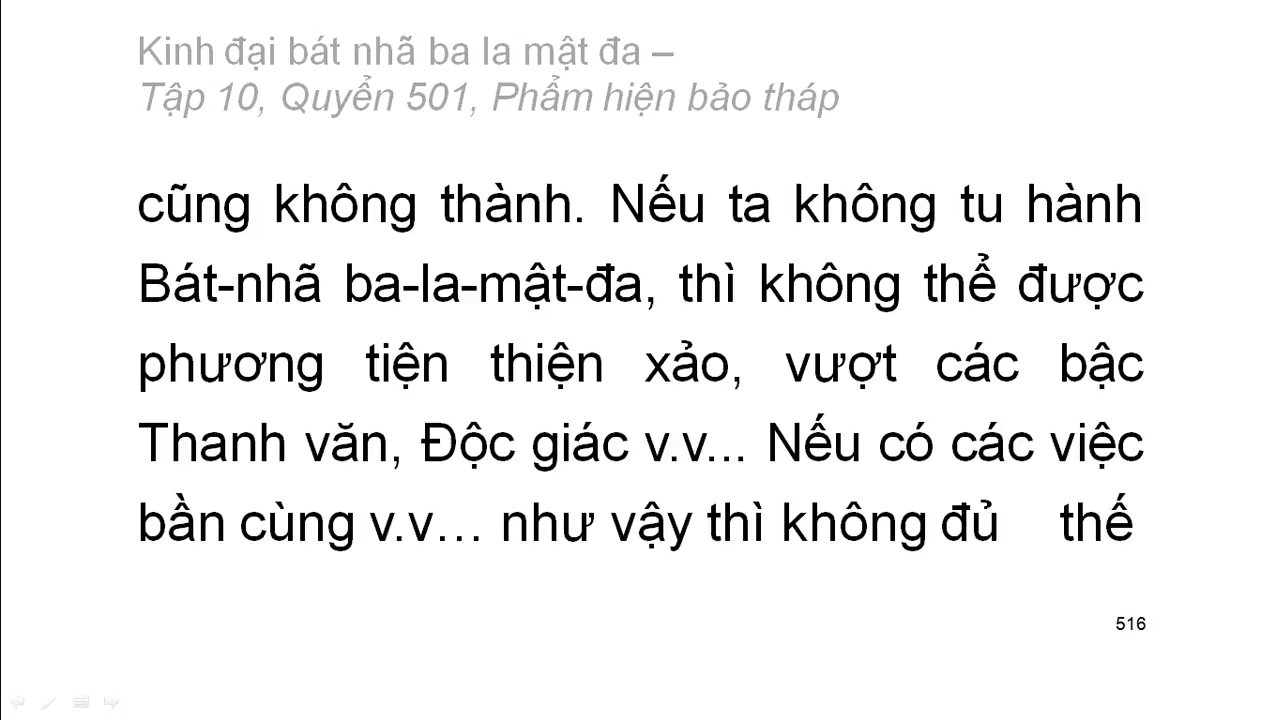 Kinh đại bát nhã ba la mật đa –
Tập 10, Quyển 501, Phẩm hiện bảo tháp
cũng không thành. Nếu ta không tu hành
Bát-nhã ba-la-mật-đa, thì không thể được
phương tiện thiện xảo, vượt các bậc
Thanh văn, Độc giác v.v... Nếu có các việc
bần cùng v.v… như vậy thì không đủ thế
516